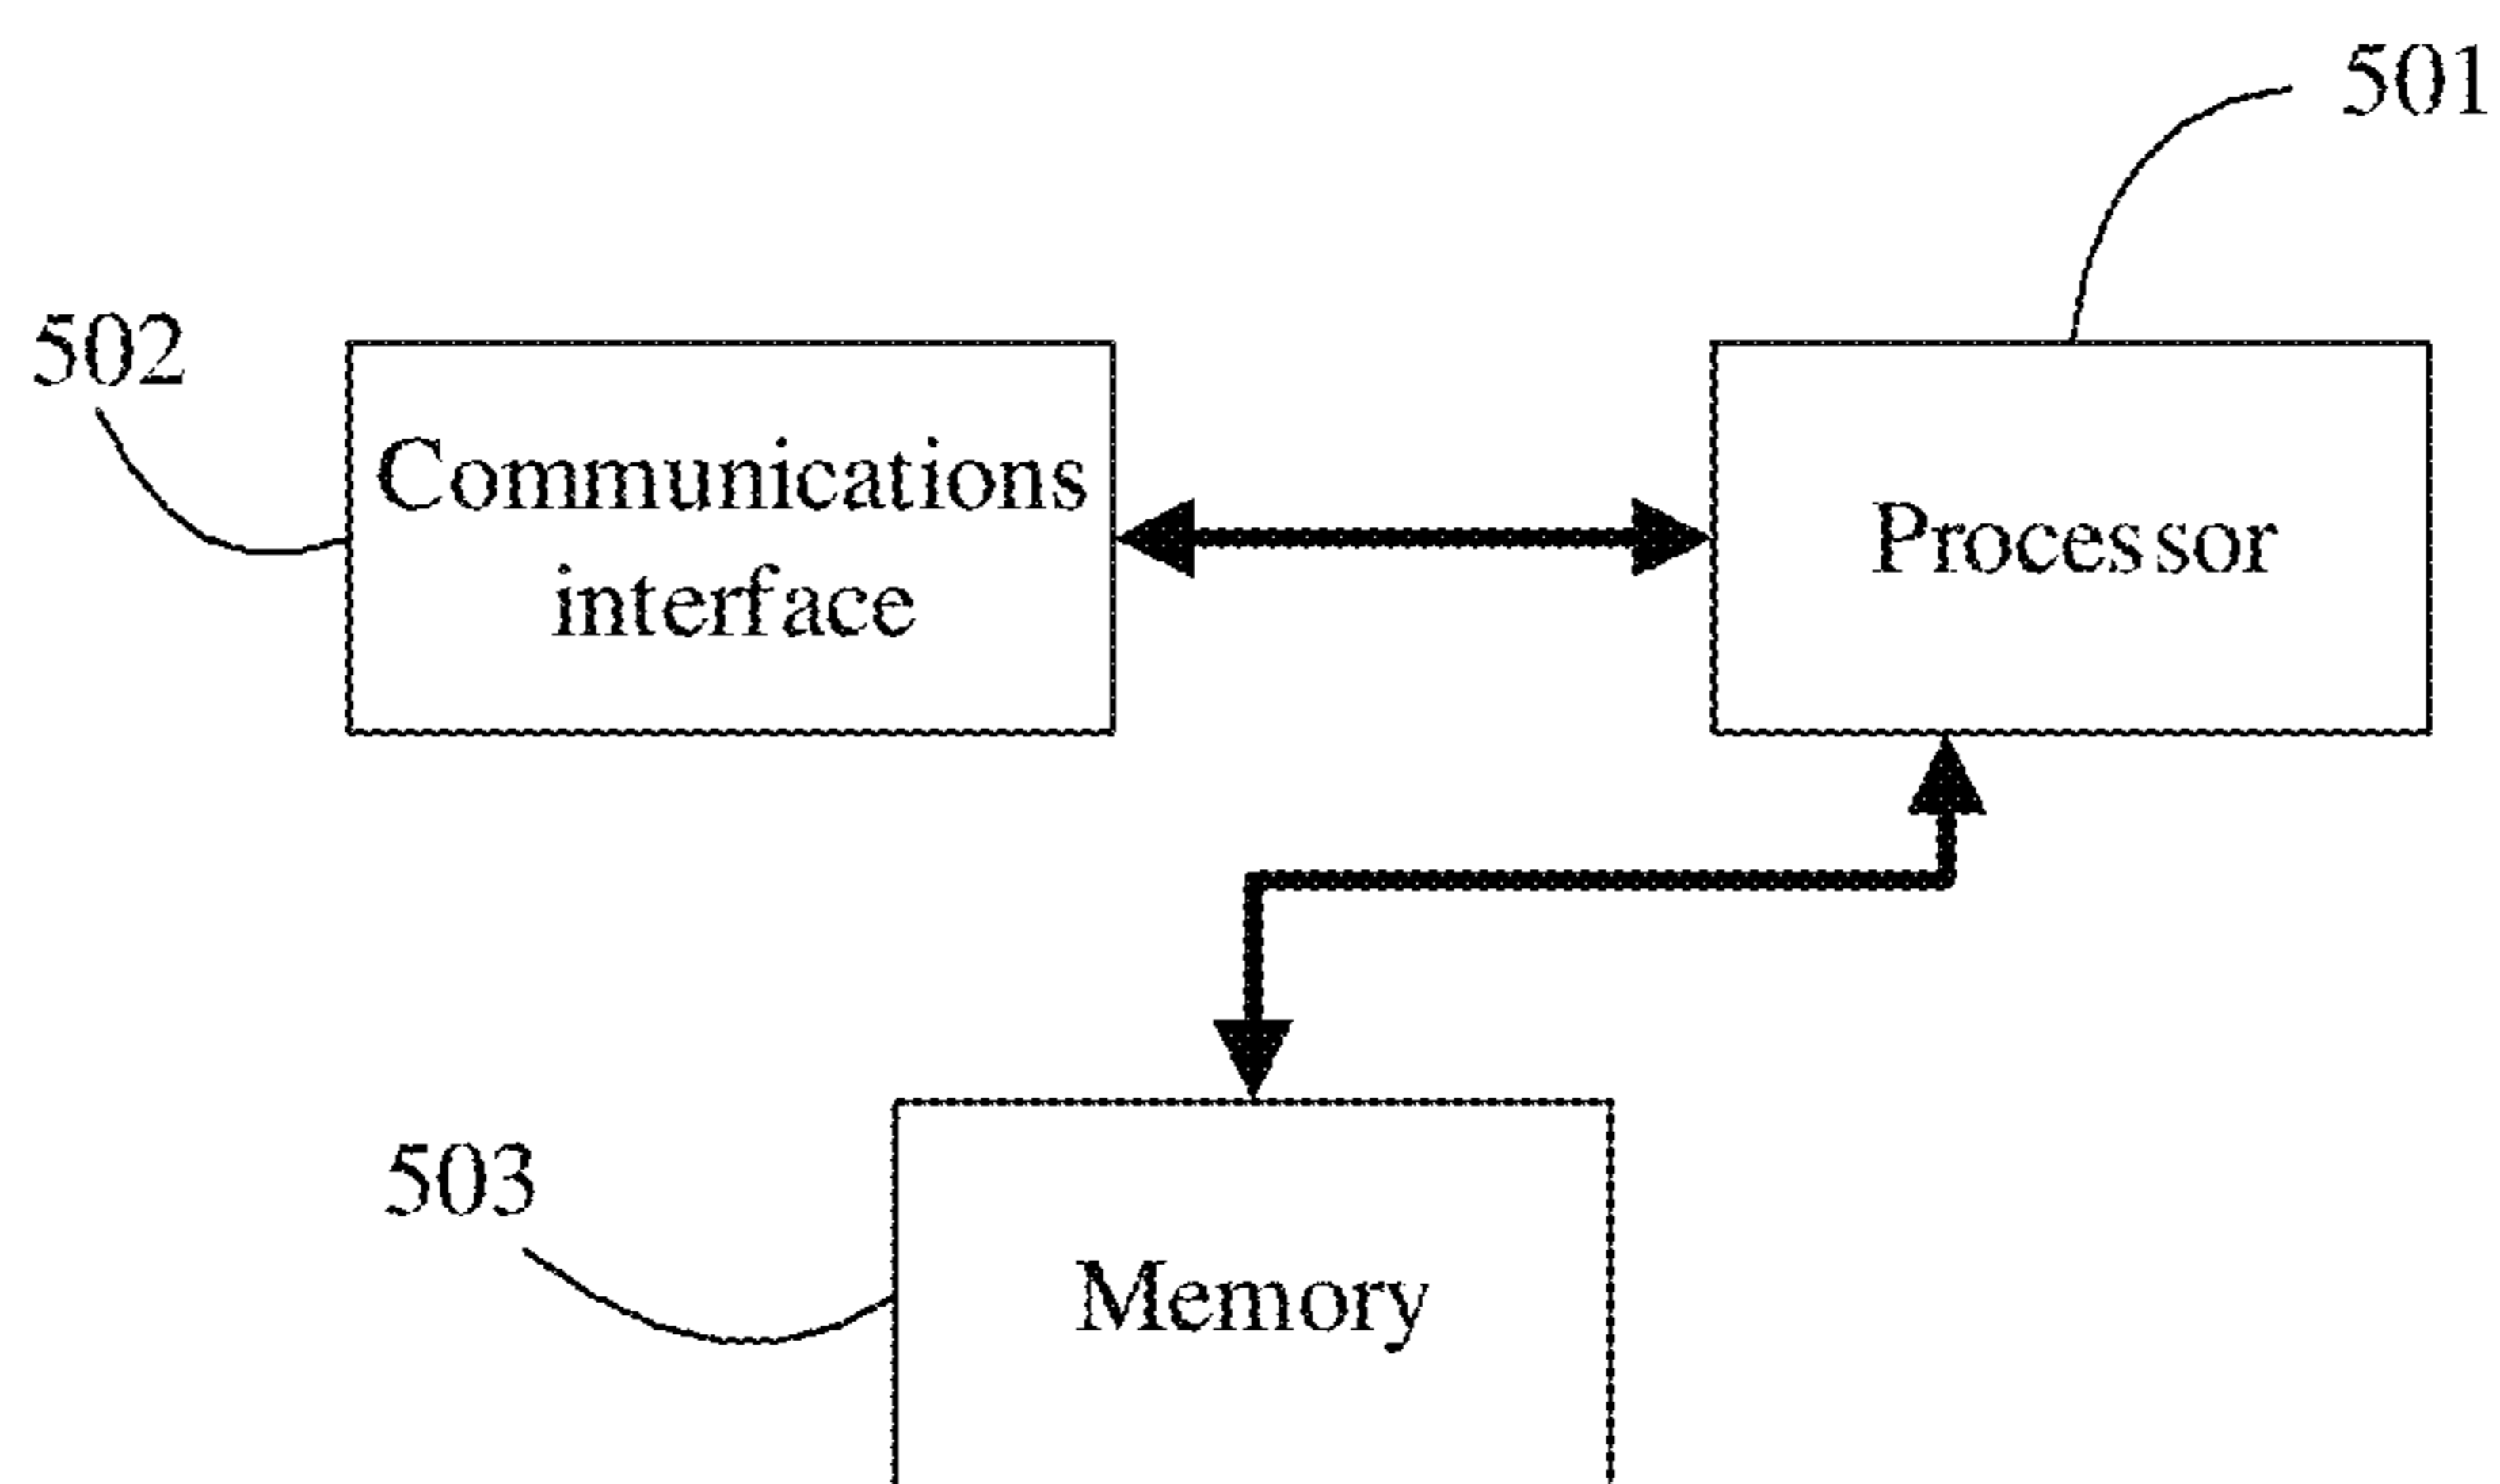 501
502
Communications
interface
Processor
503
Memory